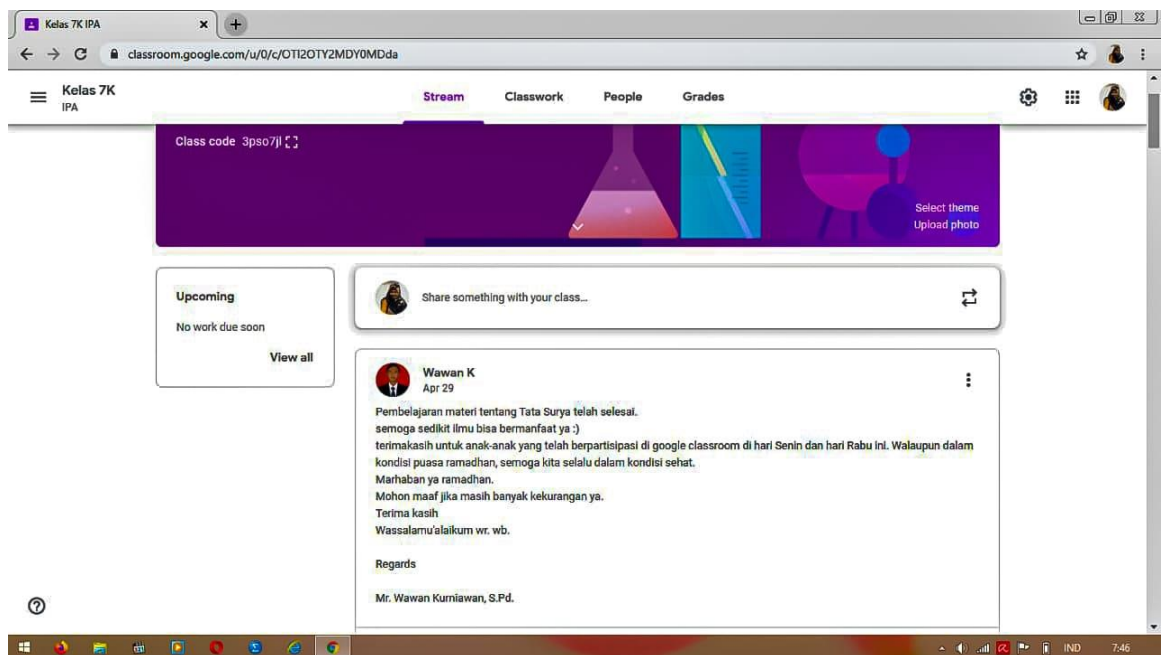 Kelas 7K IPA
classroom.google.com/u/0/c/OTI2OTY2MDY0MDda
Kelas 7K
IPA
Stream Classwork People Grades
Class code 3pso7jl
Select theme
Upload photo
Upcoming
No work due soon
View all
Share something with your class...
Wawan K
Apr 29
Pembelajaran materi tentang Tata Surya telah selesai.
semoga sedikit ilmu bisa bermanfaat ya :)
terimakasih untuk anak-anak yang telah berpartisipasi di google classroom di hari Senin dan hari Rabu ini. Walaupun dalam
kondisi puasa ramadhan, semoga kita selalu dalam kondisi sehat.
Marhaban ya ramadhan.
Mohon maaf jika masih banyak kekurangan ya.
Terima kasih
Wassalamu'alaikum wr. wb.
Regards
Mr. Wawan Kurniawan, S.Pd.
IND 7:46